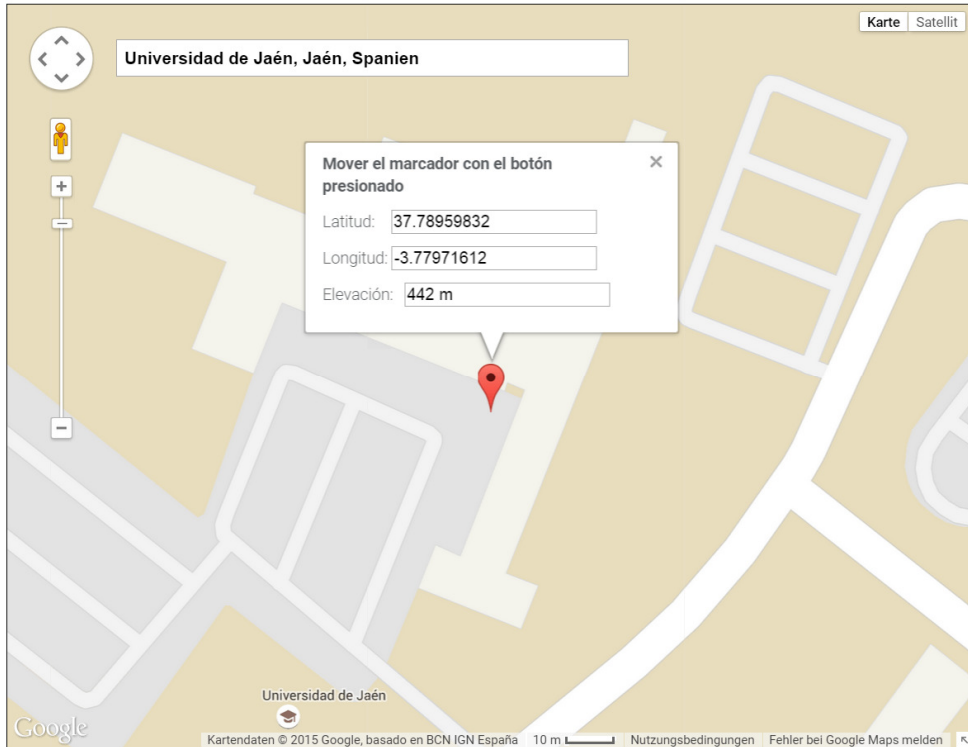 Karte Satellit
Universidad de Jaén, Jaén, Spanien
Mover el marcador con el botón
presionado
Latitud: 37.78959832
Longitud: -3.77971612
Elevación: 442 m
Universidad de Jaén
Google
Kartendaten © 2015 Google, basado en BCN IGN España 10 m Nutzungsbedingungen Fehler bei Google Maps melden